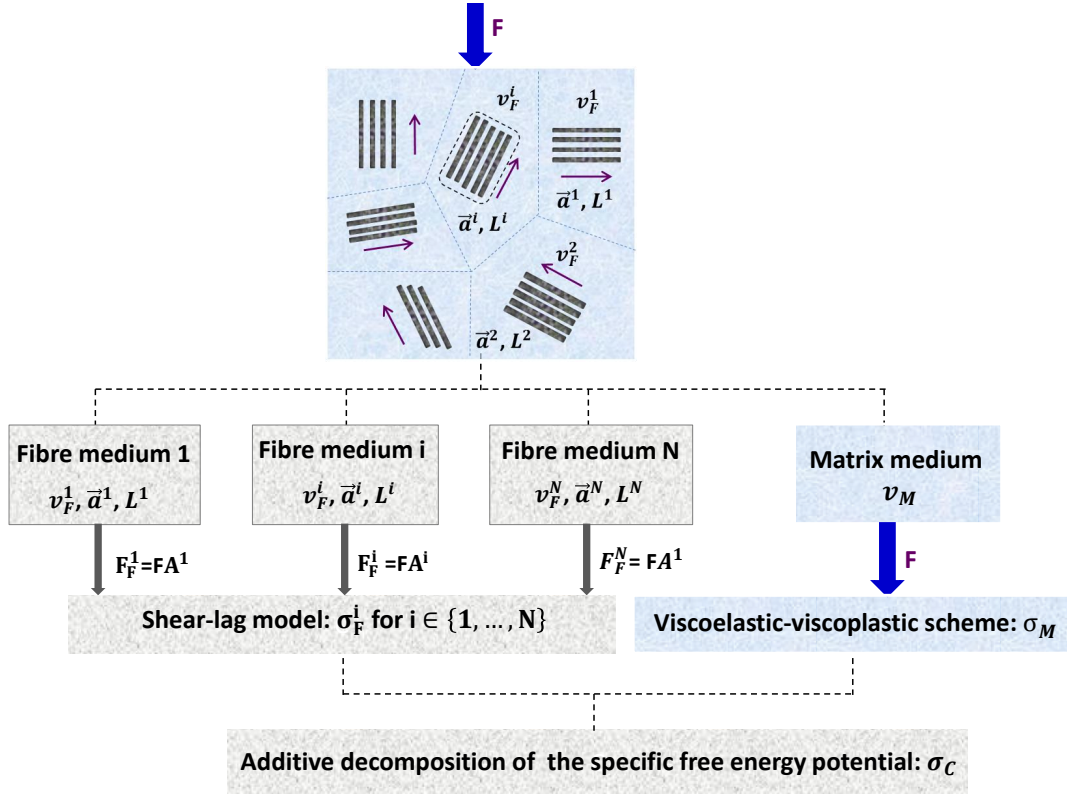 F
v_F^i
v_F^1
a⃗^1, L^1
a⃗^i, L^i
v_F^2
a⃗^2, L^2
Fibre medium 1
v_F^1, a⃗^1, L^1
Fibre medium i
v_F^i, a⃗^i, L^i
Fibre medium N
v_F^N, a⃗^N, L^N
Matrix medium
v_M
F_F^1=FA^1
F_F^i=FA^i
F_F^N= FA^1
F
Shear-lag model: σ_F^i for i ∈ {1, … , N}
Viscoelastic-viscoplastic scheme: σ_M
Additive decomposition of the specific free energy potential: σ_C